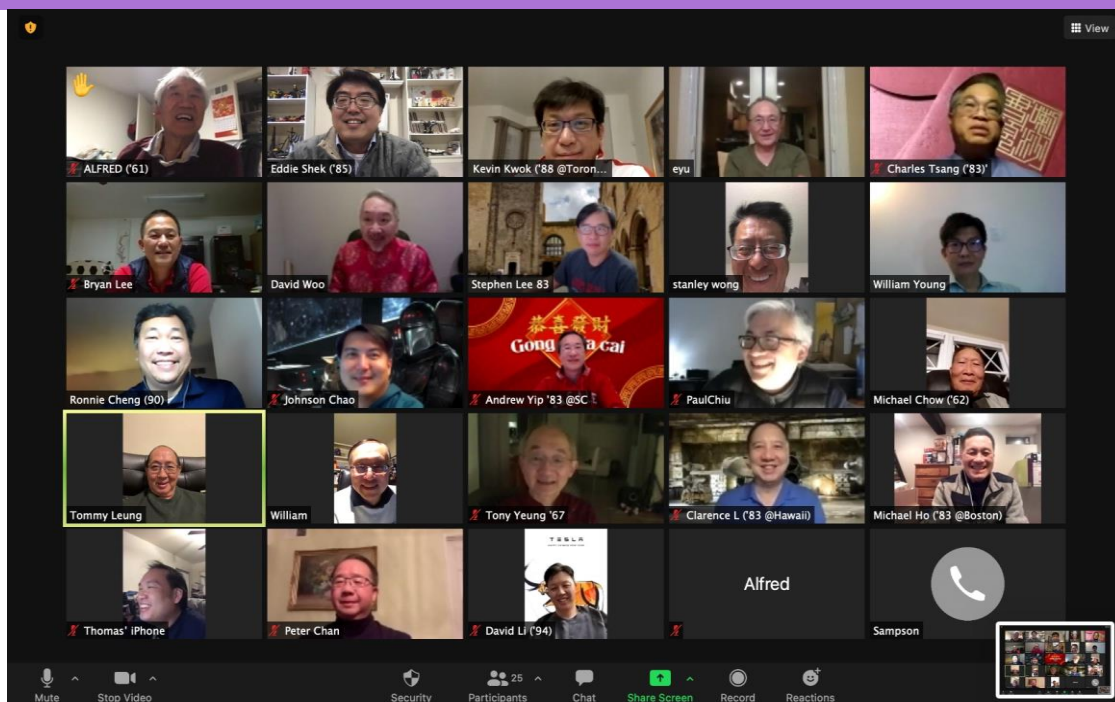 View
ALFRED ('61)
Eddie Shek ('85)
Kevin Kwok ('88 @Toron...
eyu
Charles Tsang ('83)'
Bryan Lee
David Woo
Stephen Lee 83
stanley wong
William Young
恭喜發財
Gong
a cai
Ronnie Cheng (90)
Johnson Chao
Andrew Yip '83 @SC
PaulChiu
Michael Chow ('62)
Tommy Leung
William
Tony Yeung '67
Clarence L ('83 @Hawaii)
Michael Ho ('83 @Boston)
TESLA
Alfred
Thomas' iPhone
Peter Chan
David Li ('94)
Sampson
25
Mute
Stop Video
Security
Participants
Chat
Share Screen
Record
Reactions